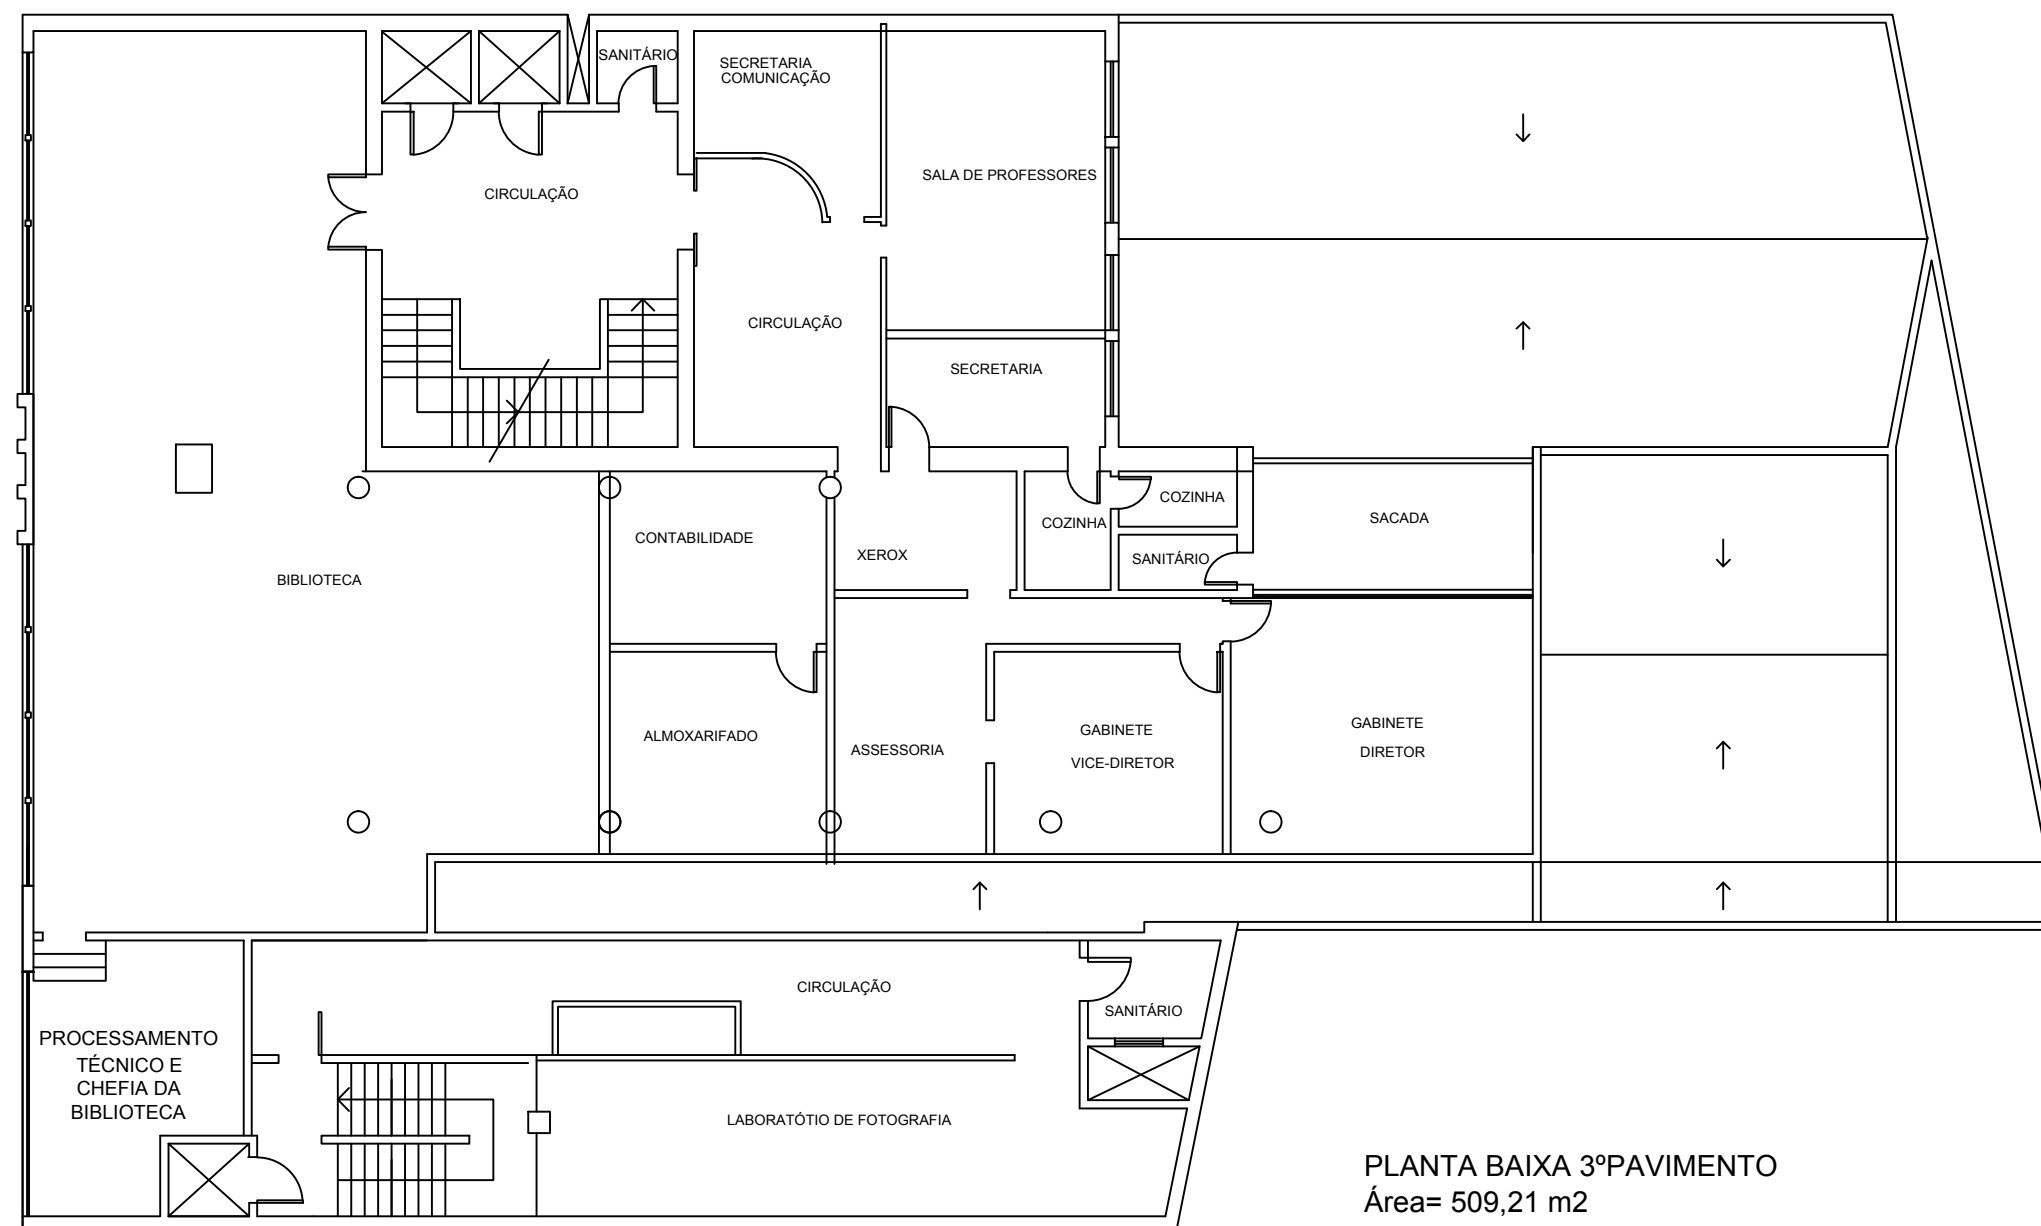 SANITÁRIO
SECRETARIA
COMUNICAÇÃO
SALA DE PROFESSORES
CIRCULAÇÃO
CIRCULAÇÃO
SECRETARIA
COZINHA
SACADA
COZINHA
CONTABILIDADE
XEROX
SANITÁRIO
BIBLIOTECA
GABINETE
DIRETOR
GABINETE
VICE-DIRETOR
ALMOXARIFADO
ASSESSORIA
CIRCULAÇÃO
SANITÁRIO
PROCESSAMENTO
TÉCNICO E
CHEFIA DA
BIBLIOTECA
LABORATÓTIO DE FOTOGRAFIA
PLANTA BAIXA 3ºPAVIMENTO
Área= 509,21 m2